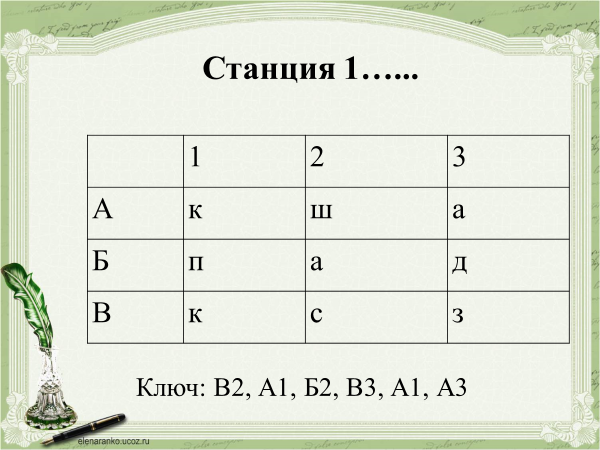 Станция 1…...
1 2 3
А к ш а
Б п а д
В к с з
Ключ: В2, А1, Б2, В3, А1, А3
elenaranko.ucoz.ru